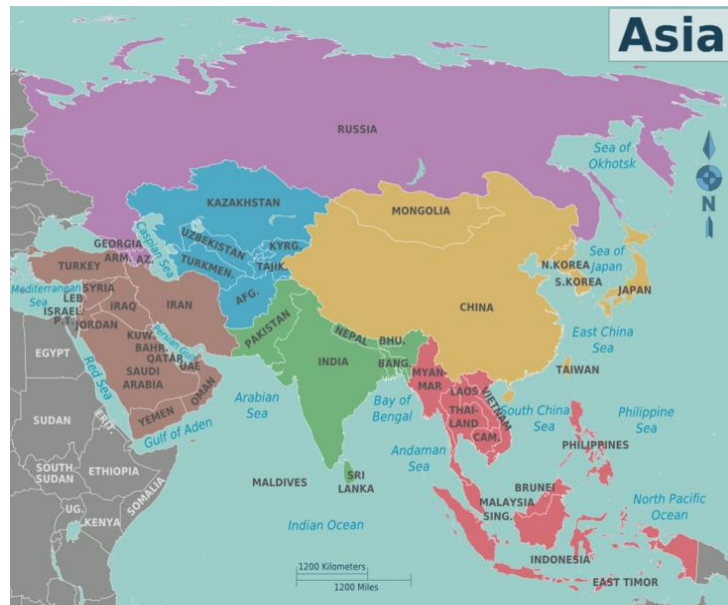 Asia
RUSSIA
Sea of
Okhotsk
N
KAZAKHSTAN
MONGOLIA
GEORGIA
ARM.
AZ.
Caspian Sea
UZBEKISTAN
KYRG.
TURKMEN.
TAJIK.
Sea of
Japan
N.KOREA
S.KOREA
JAPAN
TURKEY
Mediterranean
Sea
SYRIA
LEB.
ISRAEL
P.T.
JORDAN
IRAQ
IRAN
AFG.
CHINA
KUW.
BAHR.
QATAR
Persian Gulf
UAE
PAKISTAN
NEPAL
BHU.
East China
Sea
EGYPT
Red Sea
SAUDI
ARABIA
OMAN
INDIA
BANG.
MYAN-
MAR
TAIWAN
LAOS
VIETNAM
Arabian
Sea
Bay of
Bengal
THAI-
LAND
South China
Sea
Philippine
Sea
SUDAN
ERIT.
YEMEN
Gulf of Aden
CAM.
PHILIPPINES
Andaman
Sea
SOUTH
SUDAN
ETHIOPIA
SOMALIA
MALDIVES
SRI
LANKA
BRUNEI
MALAYSIA
SING.
North Pacific
Ocean
UG.
KENYA
Indian Ocean
INDONESIA
EAST TIMOR
1200 Kilometers
1200 Miles